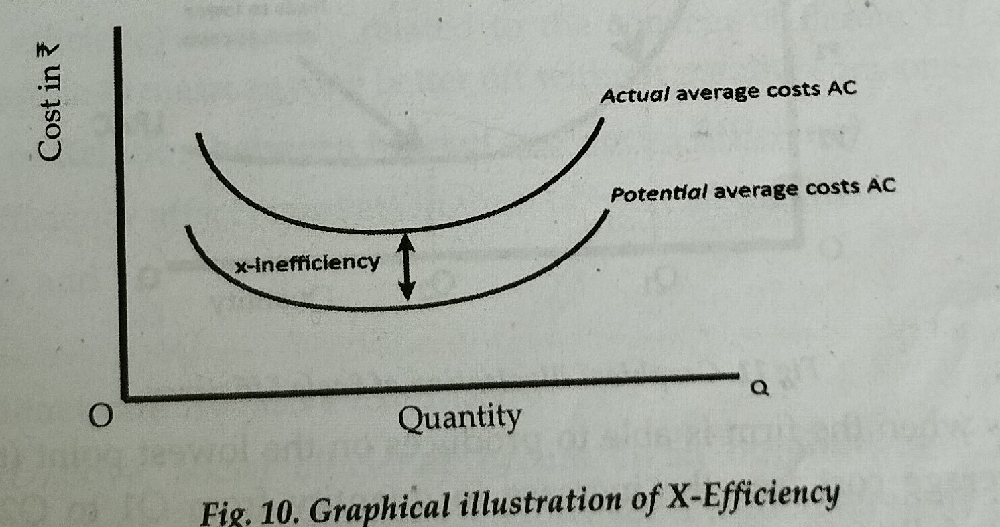 Cost in ₹
Actual average costs AC
Potential average costs AC
x-inefficiency
O
Quantity
Q
Fig. 10. Graphical illustration of X-Efficiency